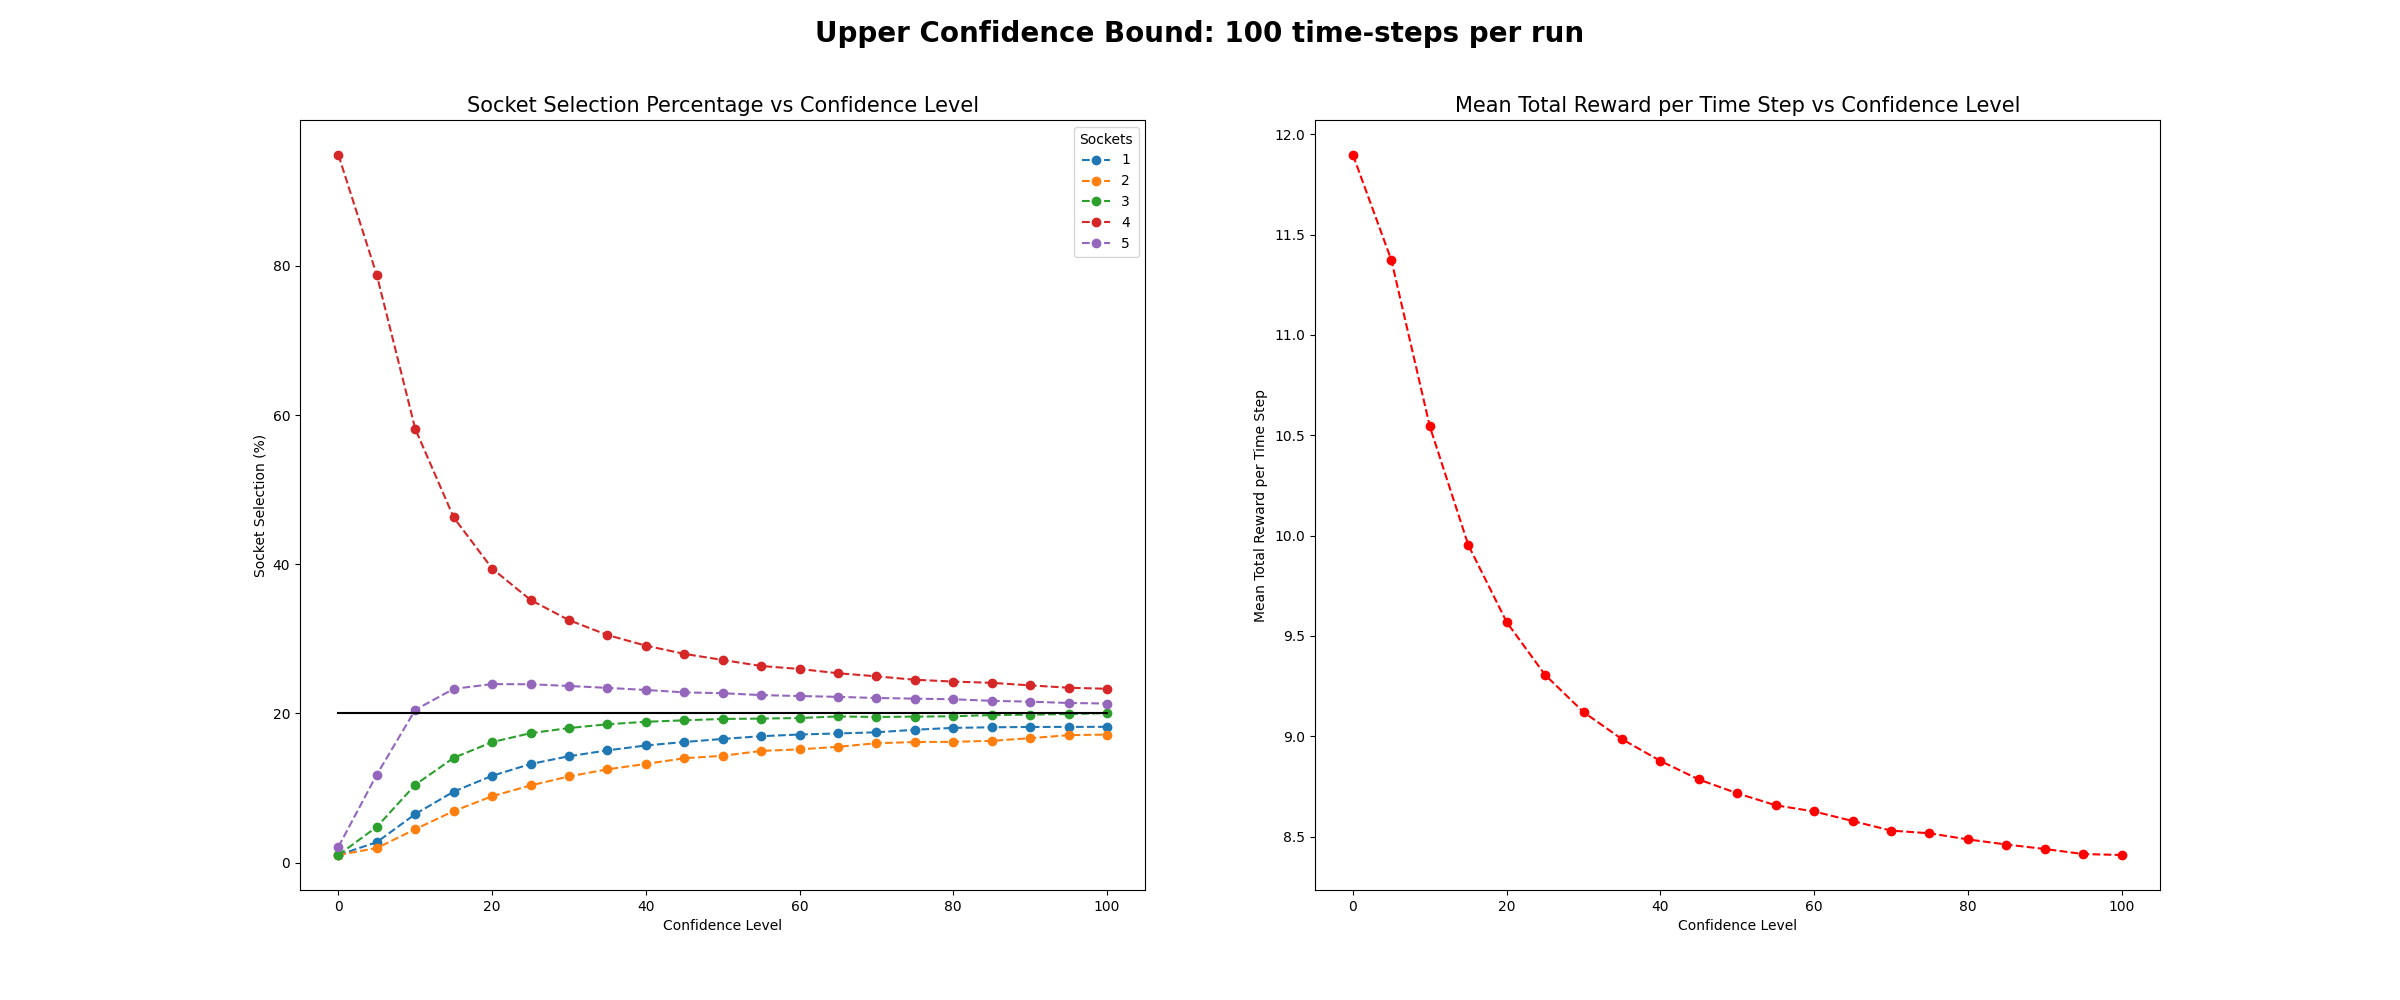 Upper Confidence Bound: 100 time-steps per run
Socket Selection Percentage vs Confidence Level
Sockets
1
2
3
4
5
80
60
40
20
0
Socket Selection (%)
0 20 40 60 80 100
Confidence Level
Mean Total Reward per Time Step vs Confidence Level
12.0
11.5
11.0
10.5
10.0
9.5
9.0
8.5
Mean Total Reward per Time Step
0 20 40 60 80 100
Confidence Level